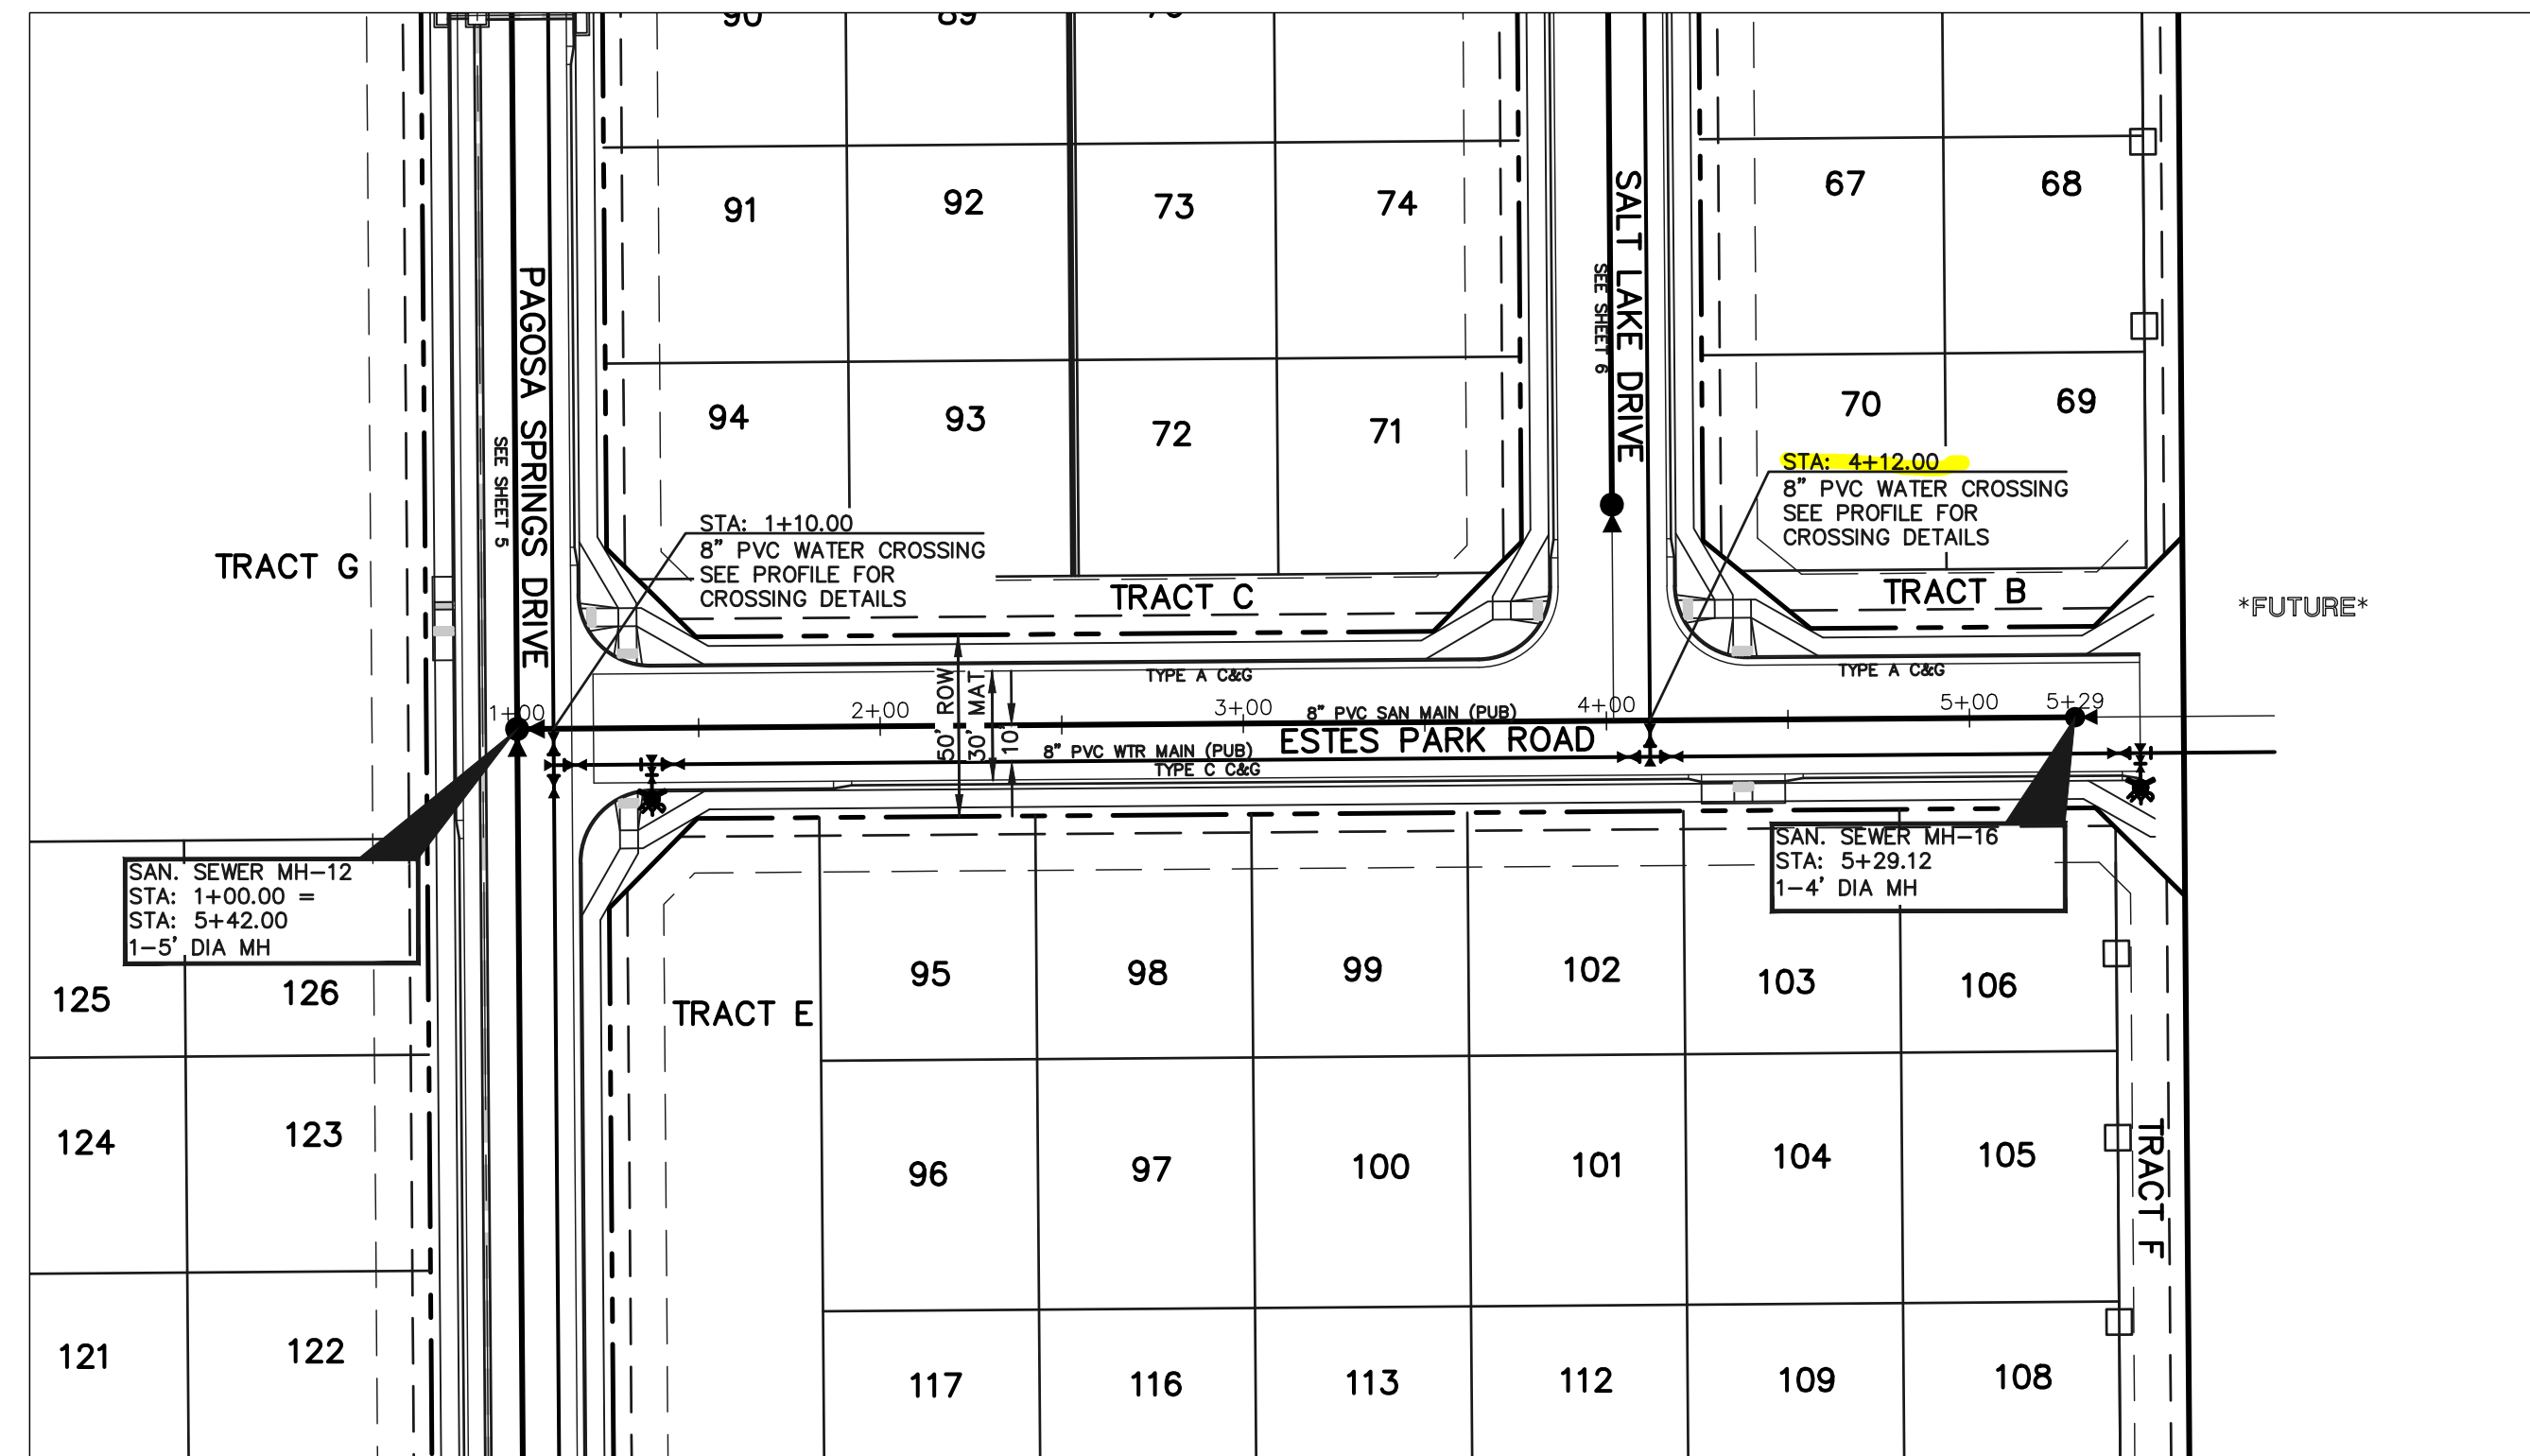 90
89
91
92
73
74
67
68
94
93
72
71
70
69
PAGOSA SPRINGS DRIVE
SEE SHEET 5
SALT LAKE DRIVE
SEE SHEET 6
STA: 4+12.00
8" PVC WATER CROSSING
SEE PROFILE FOR
CROSSING DETAILS
STA: 1+10.00
8" PVC WATER CROSSING
SEE PROFILE FOR
CROSSING DETAILS
TRACT G
TRACT C
TRACT B
*FUTURE*
TYPE A C&G
TYPE A C&G
1+00
2+00
3+00
4+00
5+00
5+29
50' ROW
30' MAT
10'
8" PVC SAN MAIN (PUB)
ESTES PARK ROAD
8" PVC WTR MAIN (PUB)
TYPE C C&G
SAN. SEWER MH-12
STA: 1+00.00 =
STA: 5+42.00
1-5' DIA MH
SAN. SEWER MH-16
STA: 5+29.12
1-4' DIA MH
125
126
TRACT E
95
98
99
102
103
106
124
123
96
97
100
101
104
105
TRACT F
121
122
117
116
113
112
109
108